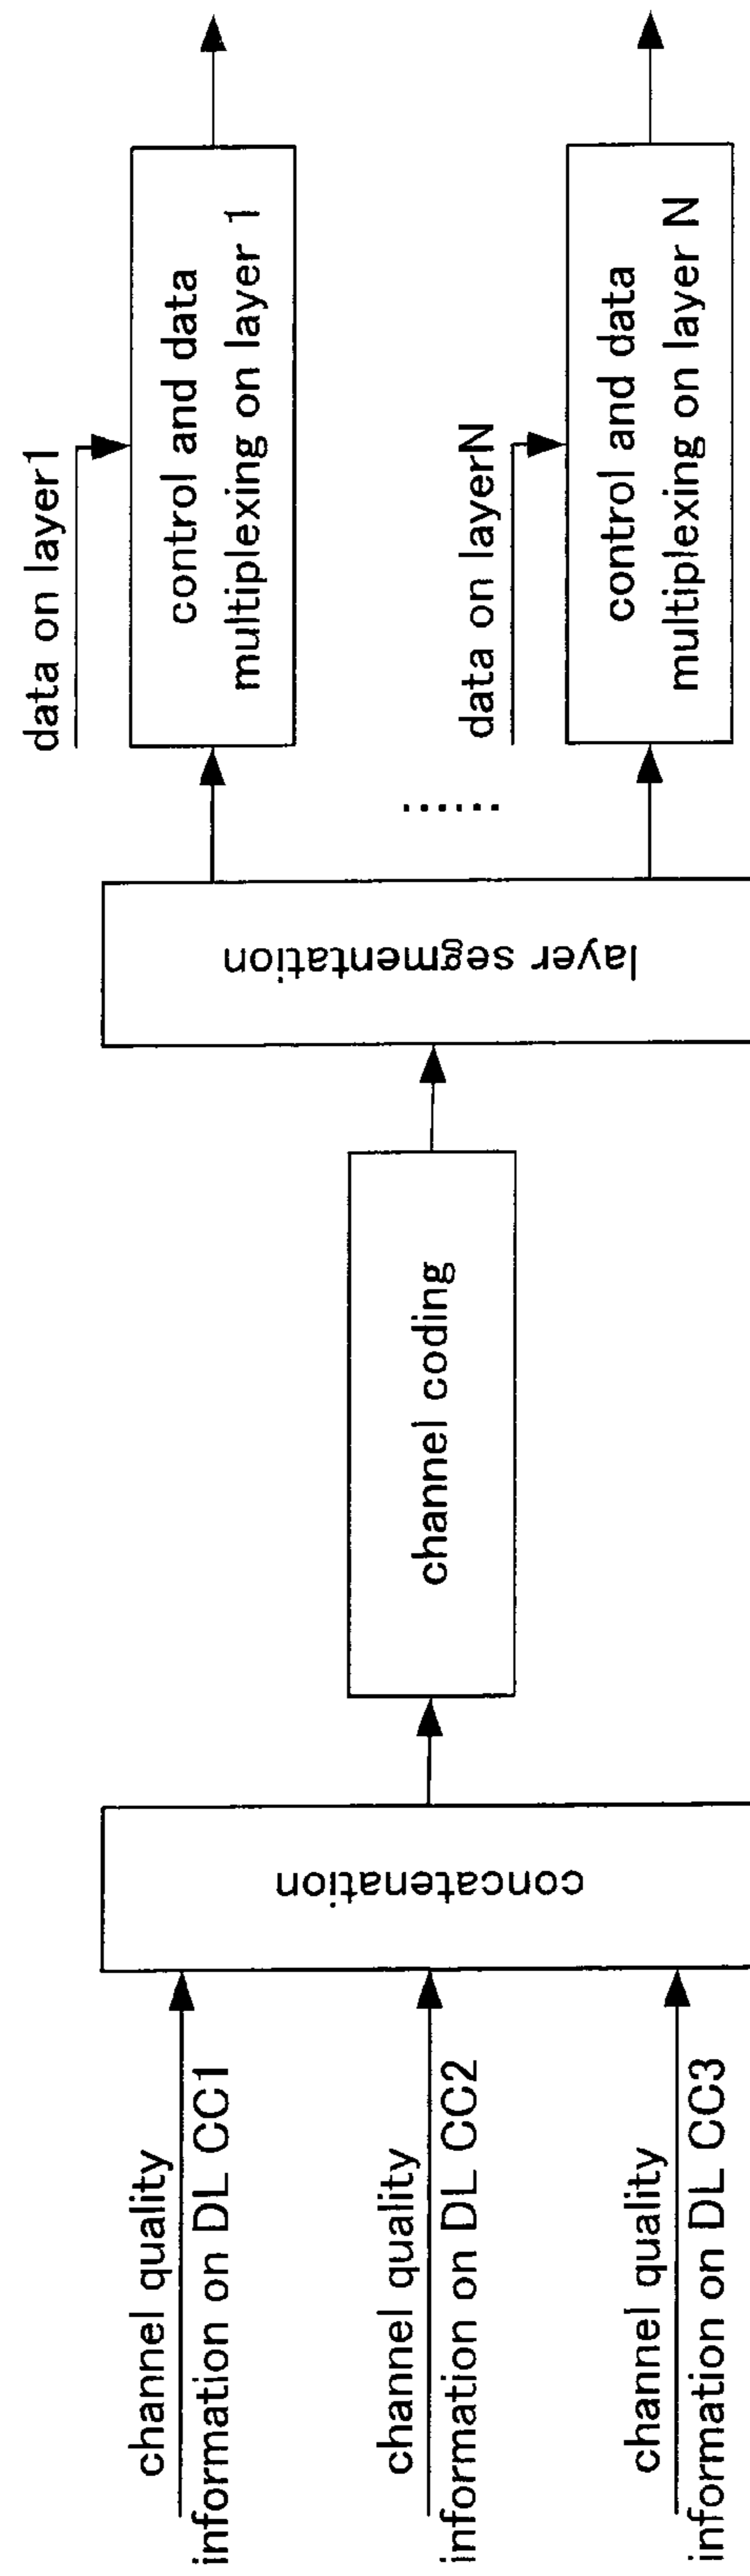 channel quality
information on DL CC1
channel quality
information on DL CC2
channel quality
information on DL CC3
concatenation
channel coding
layer segmentation
data on layer1
control and data
multiplexing on layer 1
......
data on layerN
control and data
multiplexing on layer N